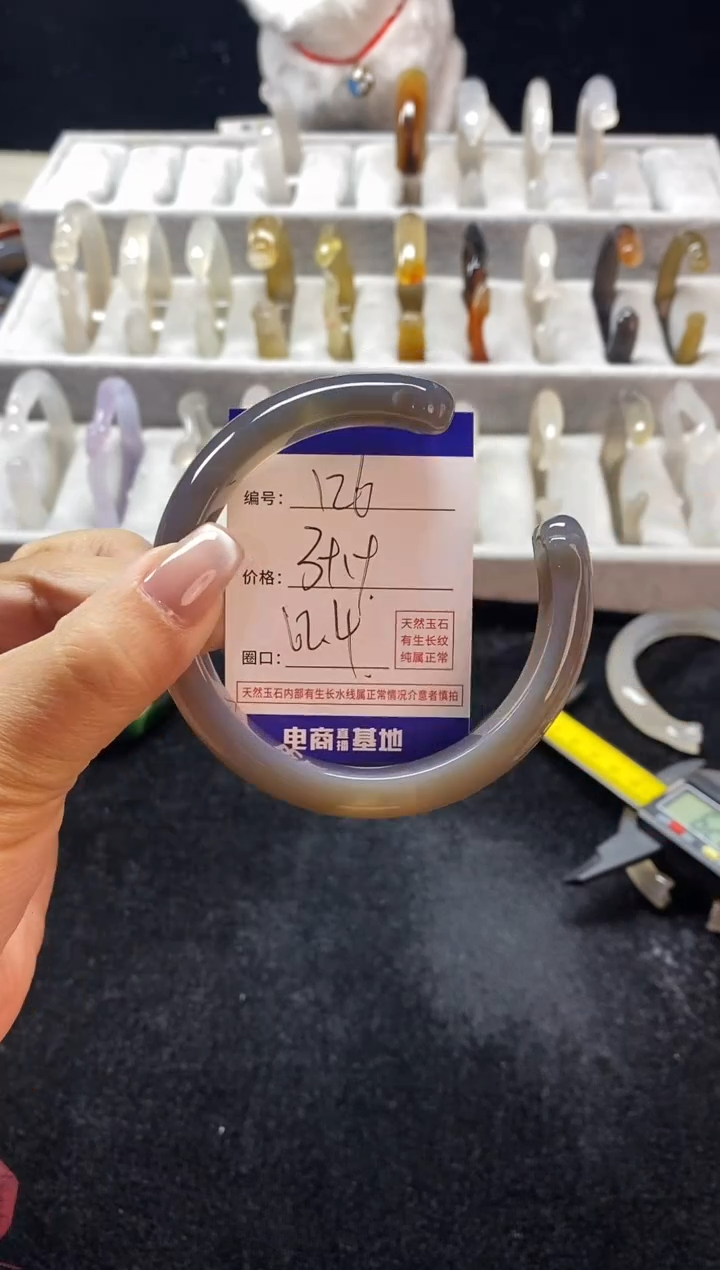 编号: 126
价格:
圈口: 62.4
天然玉石
有生长纹
纯属正常
天然玉石内部有生长水线属正常情况介意者慎拍
电商直播基地